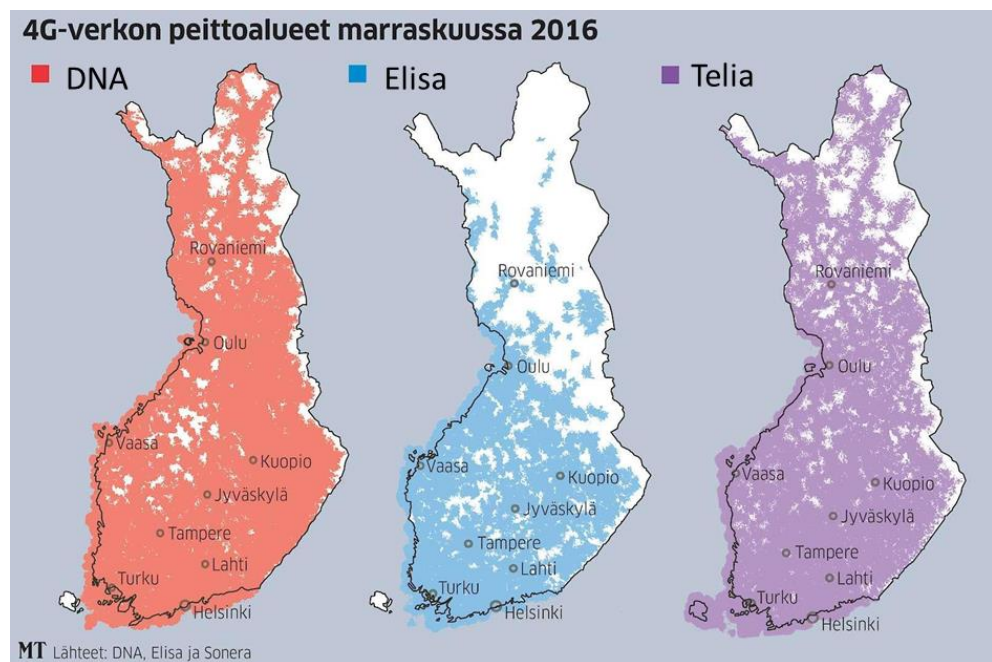 4G-verkon peittoalueet marraskuussa 2016
DNA
Rovaniemi
Oulu
Vaasa
Kuopio
Jyväskylä
Tampere
Lahti
Turku
Helsinki
Elisa
Rovaniemi
Oulu
Vaasa
Kuopio
Jyväskylä
Tampere
Lahti
Turku
Helsinki
Telia
Rovaniemi
Oulu
Vaasa
Kuopio
Jyväskylä
Tampere
Lahti
Turku
Helsinki
MT Lähteet: DNA, Elisa ja Sonera